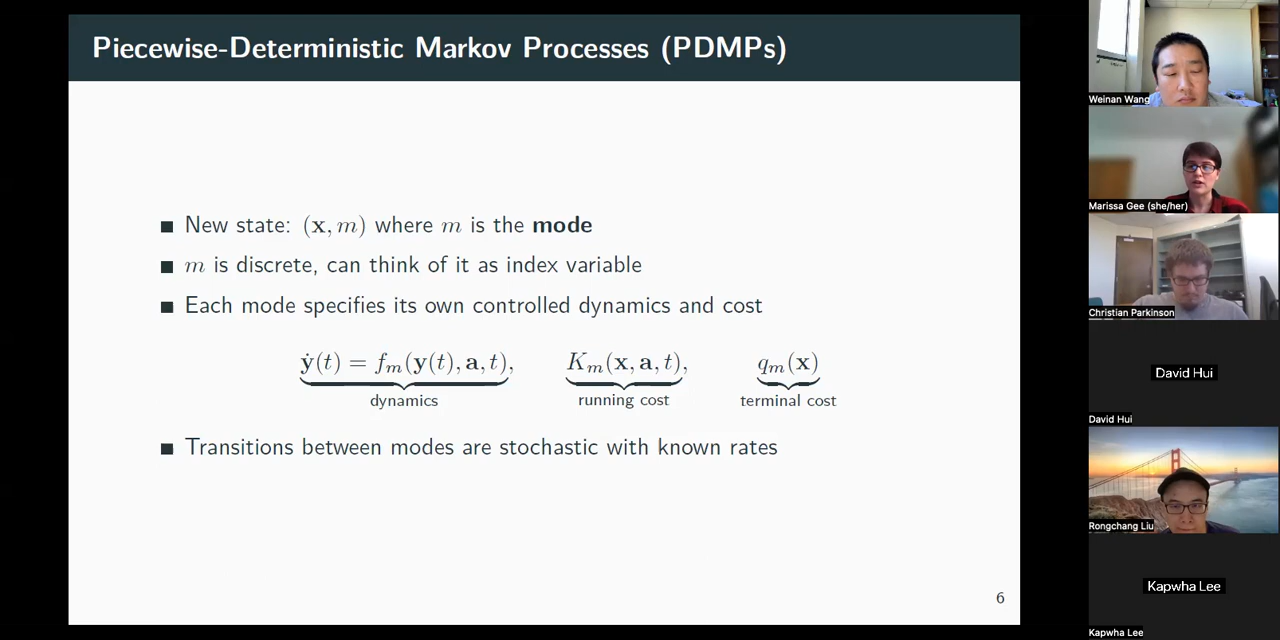 Piecewise-Deterministic Markov Processes (PDMPs)
New state: (x, m) where m is the mode
m is discrete, can think of it as index variable
Each mode specifies its own controlled dynamics and cost
ẏ(t) = fₘ(y(t), a, t), Kₘ(x, a, t), qₘ(x)
dynamics running cost terminal cost
Transitions between modes are stochastic with known rates
6
Weinan Wang
Marissa Gee (she/her)
Christian Parkinson
David Hui
David Hui
Rongchang Liu
Kapwha Lee
Kapwha Lee